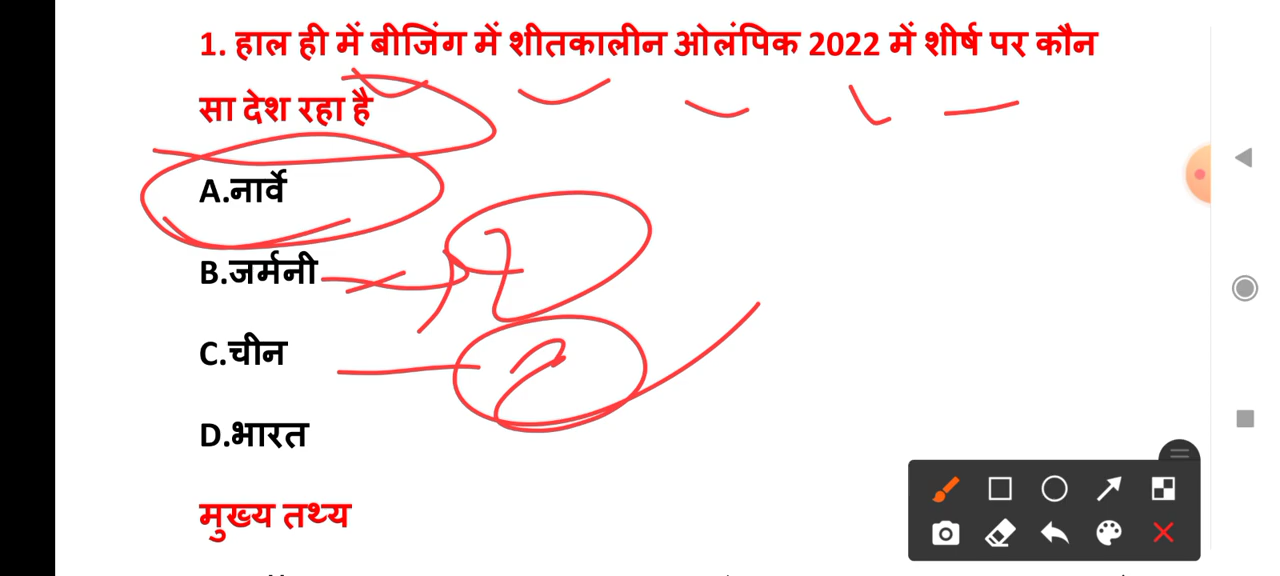 1. हाल ही में बीजिंग में शीतकालीन ओलंपिक 2022 में शीर्ष पर कौन
सा देश रहा है
A.नार्वे
B.जर्मनी
C.चीन
D.भारत
मुख्य तथ्य